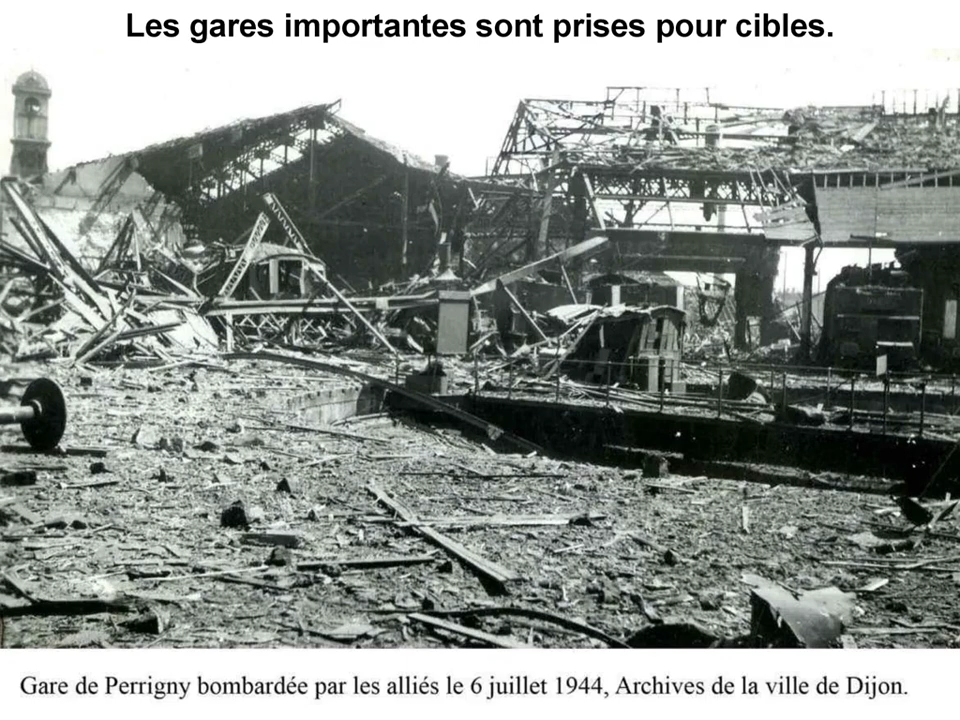 Les gares importantes sont prises pour cibles.
Gare de Perrigny bombardée par les alliés le 6 juillet 1944, Archives de la ville de Dijon.